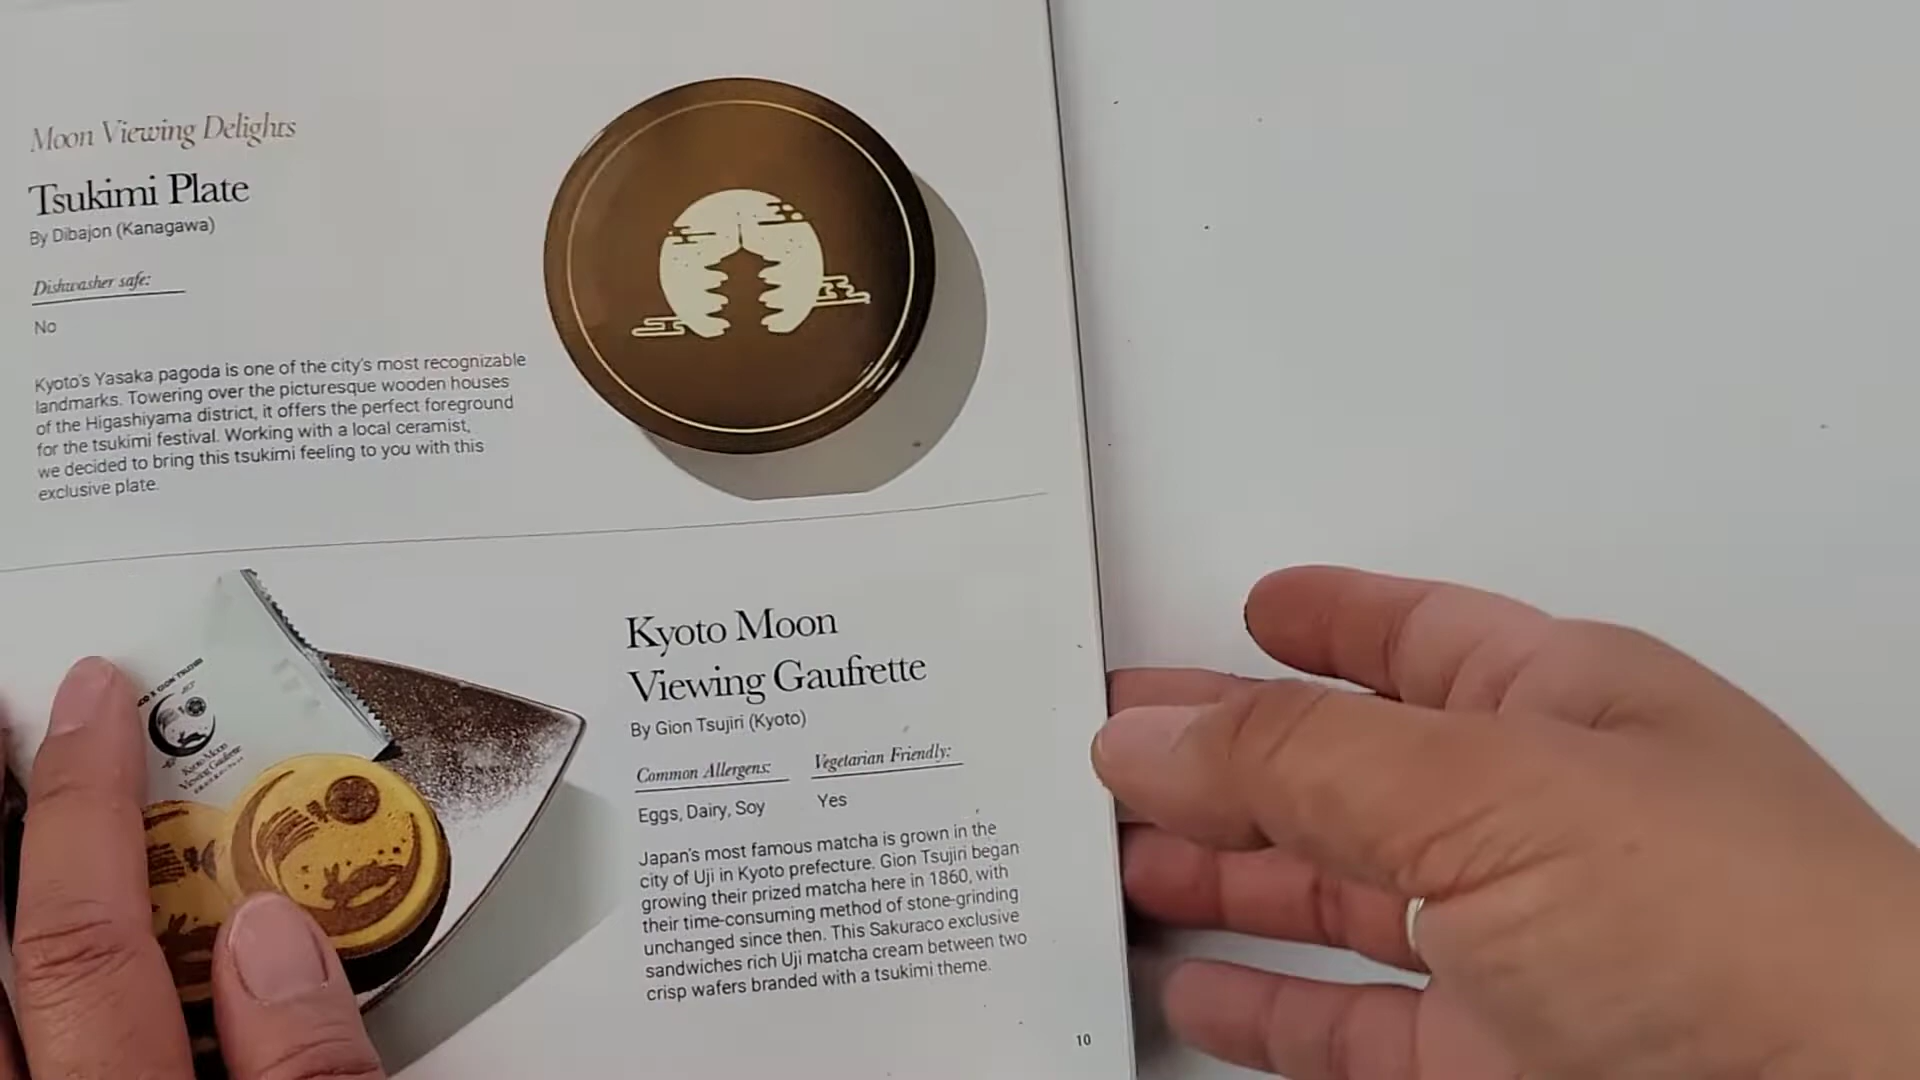 Moon Viewing Delights
Tsukimi Plate
By Dibajon (Kanagawa)
Dishwasher safe:
No
Kyoto's Yasaka pagoda is one of the city's most recognizable
landmarks. Towering over the picturesque wooden houses
of the Higashiyama district, it offers the perfect foreground
for the tsukimi festival. Working with a local ceramist,
we decided to bring this tsukimi feeling to you with this
exclusive plate.
Kyoto Moon
Viewing Gaufrette
By Gion Tsujiri (Kyoto)
Common Allergens: Vegetarian Friendly:
Eggs, Dairy, Soy Yes
Japan's most famous matcha is grown in the
city of Uji in Kyoto prefecture. Gion Tsujiri began
growing their prized matcha here in 1860, with
their time-consuming method of stone-grinding
unchanged since then. This Sakuraco exclusive
sandwiches rich Uji matcha cream between two
crisp wafers branded with a tsukimi theme.
X GION TSUJIRI
Kyoto Moon
Viewing Gaufrette
10